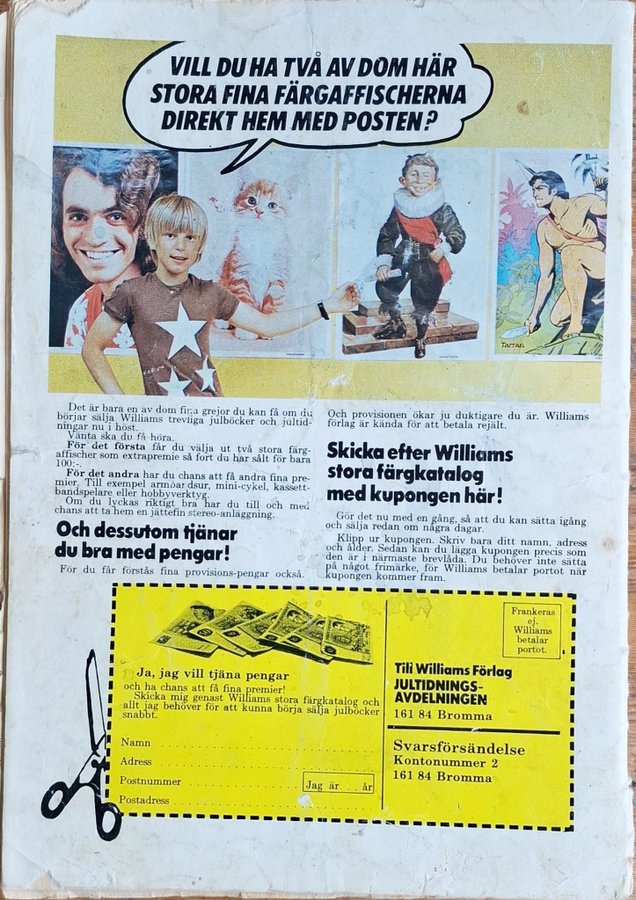 VILL DU HA TVÅ AV DOM HÄR
STORA FINA FÄRGAFFISCHERNA
DIREKT HEM MED POSTEN?
TARZAN
Det är bara en av dom fina grejor du kan få om du
börjar sälja Williams trevliga julböcker och jultid-
ningar nu i höst.
Vänta ska du få höra.
För det första får du välja ut två stora färg-
affischer som extrapremie så fort du har sålt för bara
100:-.
För det andra har du chans att få andra fina pre-
mier. Till exempel armbandsur, mini-cykel, kassett-
bandspelare eller hobbyverktyg.
Om du lyckas riktigt bra har du till och med
chans att ta hem en jättefin stereo-anläggning.
Och dessutom tjänar
du bra med pengar!
För du får förstås fina provisions-pengar också.
Och provisionen ökar ju duktigare du är. Williams
förlag är kända för att betala rejält.
Skicka efter Williams
stora färgkatalog
med kupongen här!
Gör det nu med en gång, så att du kan sätta igång
och sälja redan om några dagar.
Klipp ur kupongen. Skriv bara ditt namn, adress
och ålder. Sedan kan du lägga kupongen precis som
den är i närmaste brevlåda. Du behöver inte sätta
på något frimärke, för Williams betalar portot när
kupongen kommer fram.
Ja, jag vill tjäna pengar
och ha chans att få fina premier!
Skicka mig genast Williams stora färgkatalog och
allt jag behöver för att kunna börja sälja julböcker
snabbt.
Namn
Adress
Postnummer
Jag är . . . år
Postadress
Frankeras
ej.
Williams
betalar
portot.
Till Williams Förlag
JULTIDNINGS-
AVDELNINGEN
161 84 Bromma
Svarsförsändelse
Kontonummer 2
161 84 Bromma